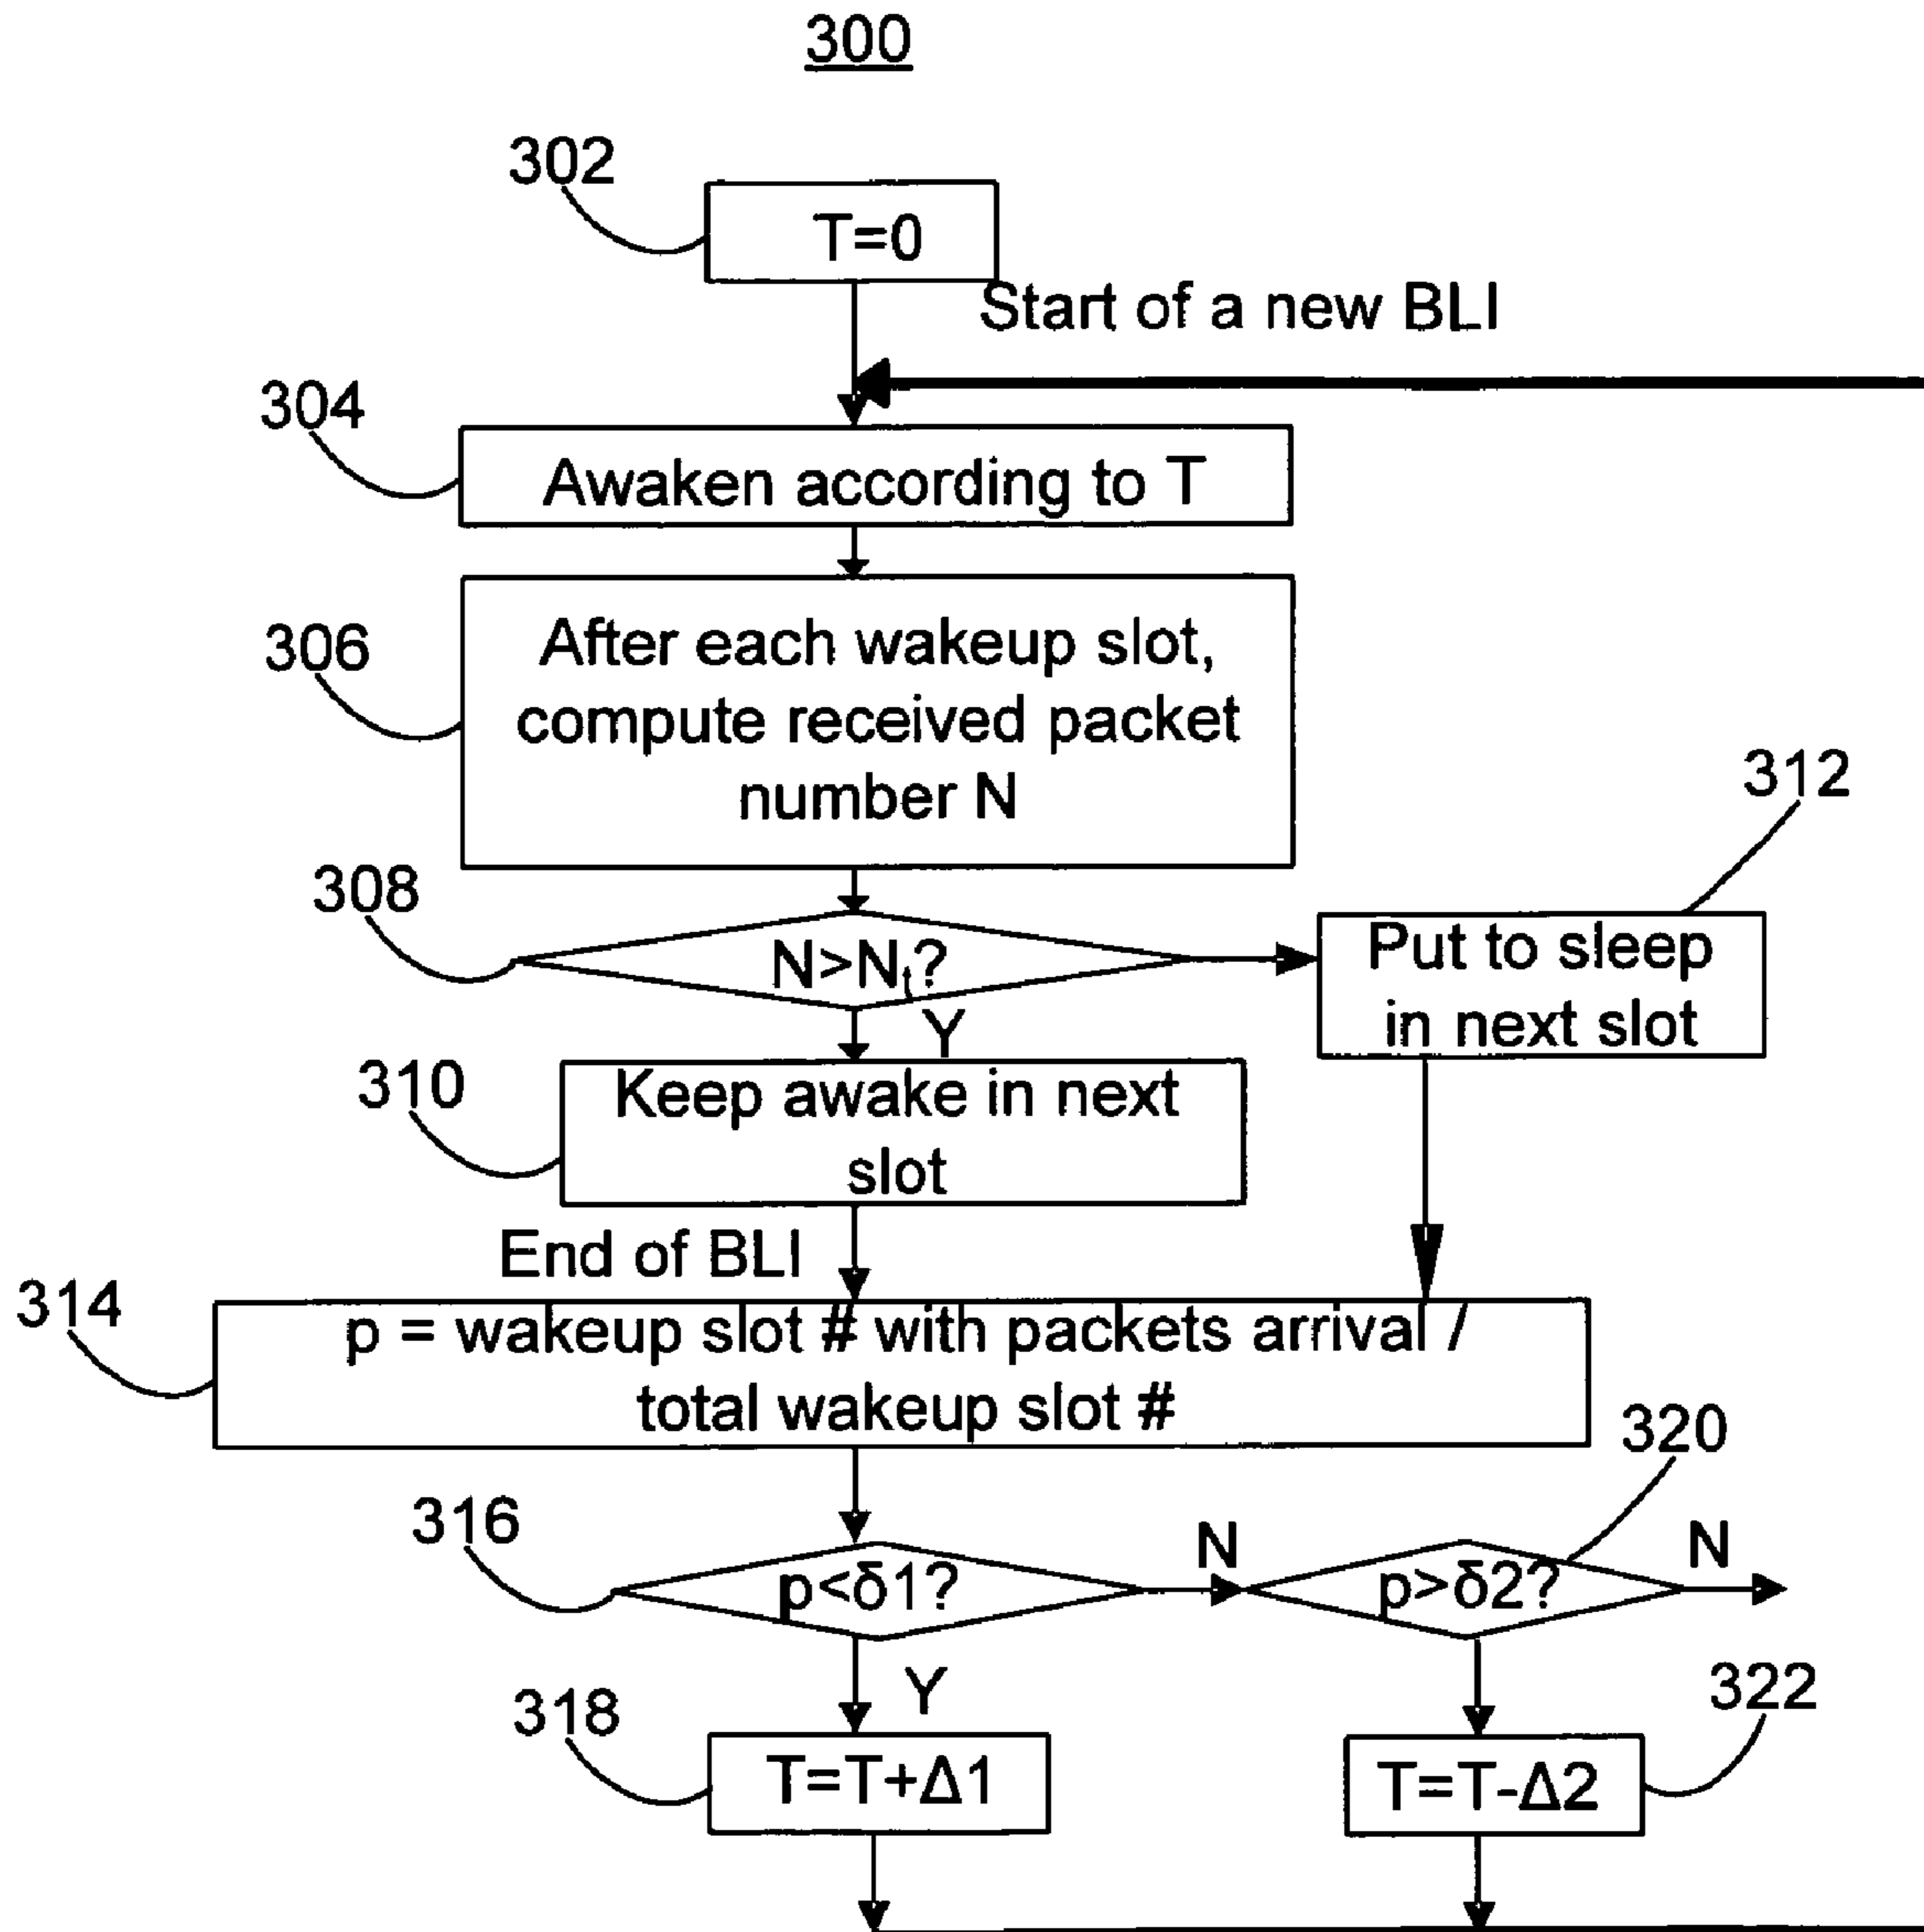 300
302
T=0
Start of a new BLI
304
Awaken according to T
306
After each wakeup slot,
compute received packet
number N
312
308
N>Nₜ?
Put to sleep
in next slot
Y
310
Keep awake in next
slot
End of BLI
314
p = wakeup slot # with packets arrival /
total wakeup slot #
320
316
N
N
p<δ1?
p>δ2?
Y
318
322
T=T+Δ1
T=T-Δ2